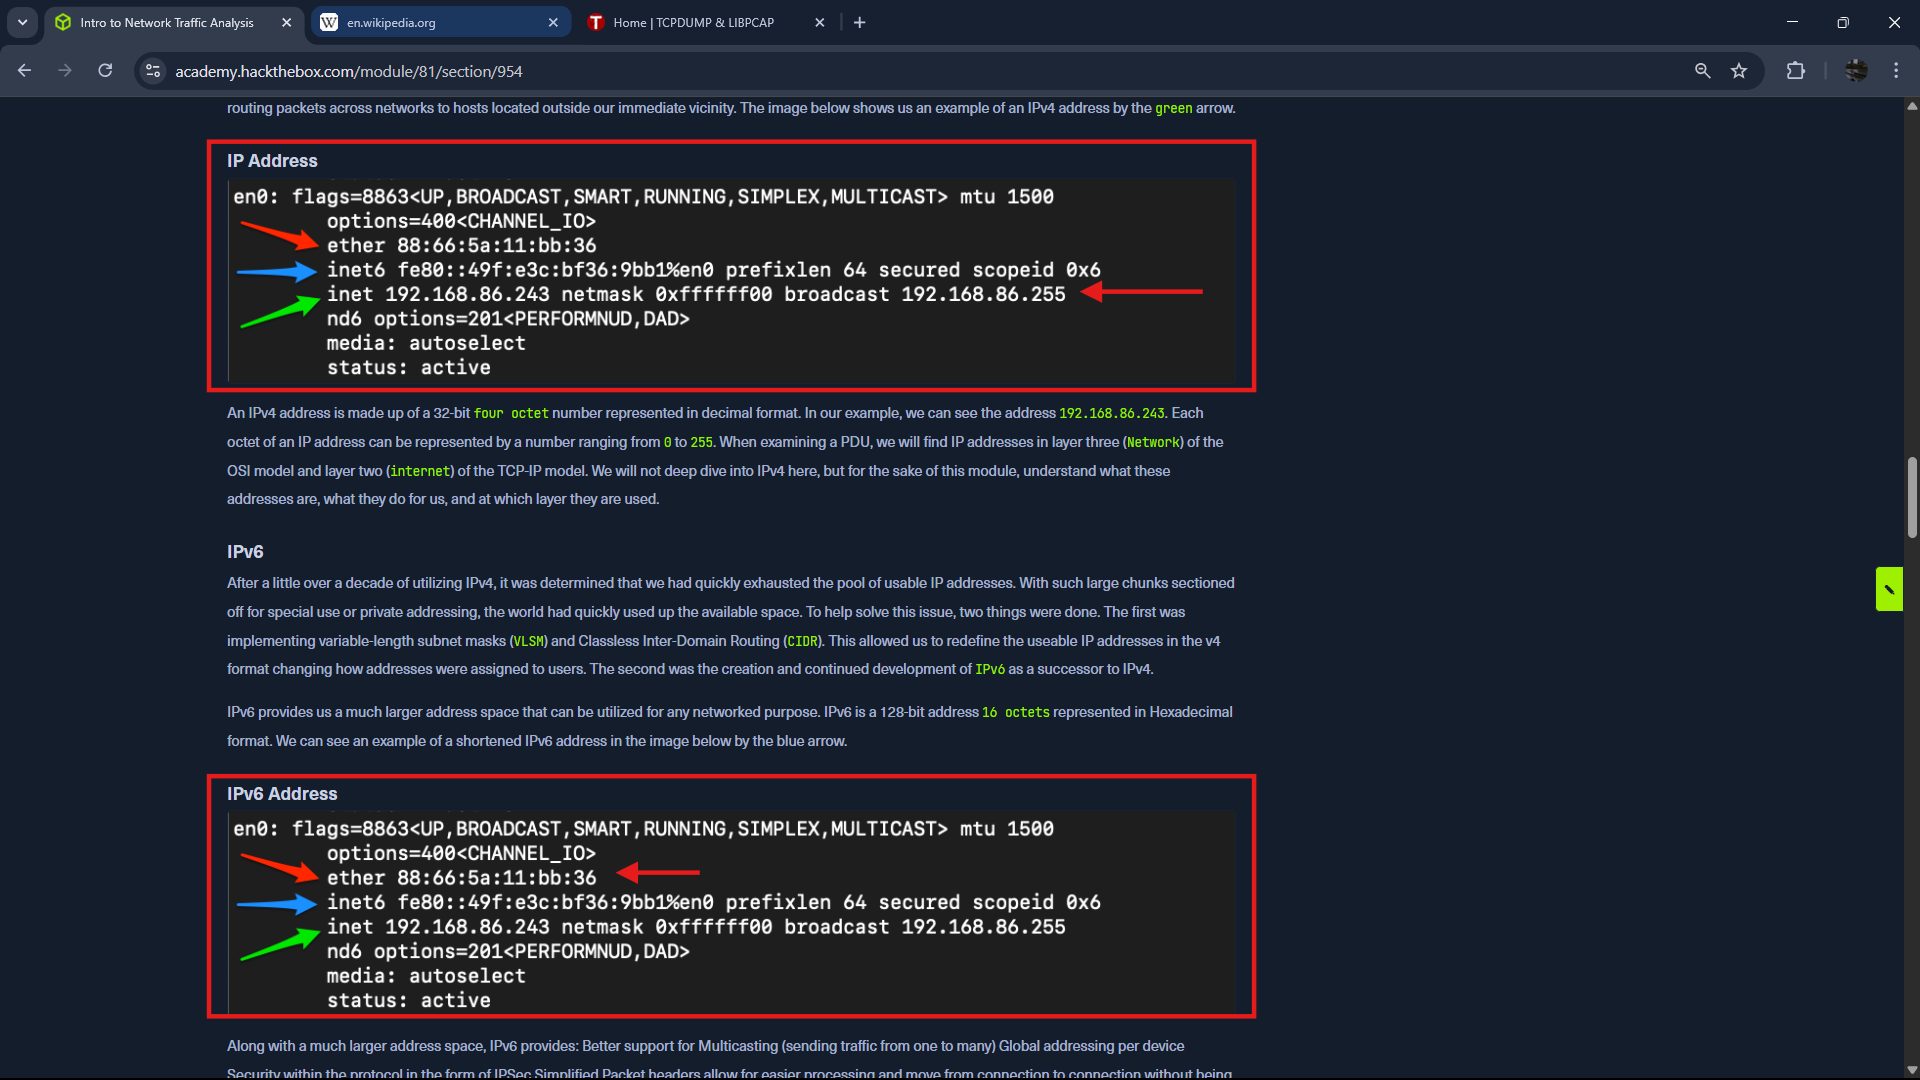 Intro to Network Traffic Analysis
en.wikipedia.org
Home | TCPDUMP & LIBPCAP
academy.hackthebox.com/module/81/section/954
routing packets across networks to hosts located outside our immediate vicinity. The image below shows us an example of an IPv4 address by the green arrow.
IP Address
en0: flags=8863<UP,BROADCAST,SMART,RUNNING,SIMPLEX,MULTICAST> mtu 1500
options=400<CHANNEL_IO>
ether 88:66:5a:11:bb:36
inet6 fe80::49f:e3c:bf36:9bb1%en0 prefixlen 64 secured scopeid 0x6
inet 192.168.86.243 netmask 0xffffff00 broadcast 192.168.86.255
nd6 options=201<PERFORMNUD,DAD>
media: autoselect
status: active
An IPv4 address is made up of a 32-bit four octet number represented in decimal format. In our example, we can see the address 192.168.86.243. Each
octet of an IP address can be represented by a number ranging from 0 to 255. When examining a PDU, we will find IP addresses in layer three (Network) of the
OSI model and layer two (internet) of the TCP-IP model. We will not deep dive into IPv4 here, but for the sake of this module, understand what these
addresses are, what they do for us, and at which layer they are used.
IPv6
After a little over a decade of utilizing IPv4, it was determined that we had quickly exhausted the pool of usable IP addresses. With such large chunks sectioned
off for special use or private addressing, the world had quickly used up the available space. To help solve this issue, two things were done. The first was
implementing variable-length subnet masks (VLSM) and Classless Inter-Domain Routing (CIDR). This allowed us to redefine the useable IP addresses in the v4
format changing how addresses were assigned to users. The second was the creation and continued development of IPv6 as a successor to IPv4.
IPv6 provides us a much larger address space that can be utilized for any networked purpose. IPv6 is a 128-bit address 16 octets represented in Hexadecimal
format. We can see an example of a shortened IPv6 address in the image below by the blue arrow.
IPv6 Address
en0: flags=8863<UP,BROADCAST,SMART,RUNNING,SIMPLEX,MULTICAST> mtu 1500
options=400<CHANNEL_IO>
ether 88:66:5a:11:bb:36
inet6 fe80::49f:e3c:bf36:9bb1%en0 prefixlen 64 secured scopeid 0x6
inet 192.168.86.243 netmask 0xffffff00 broadcast 192.168.86.255
nd6 options=201<PERFORMNUD,DAD>
media: autoselect
status: active
Along with a much larger address space, IPv6 provides: Better support for Multicasting (sending traffic from one to many) Global addressing per device
Security within the protocol in the form of IPSec Simplified Packet headers allow for easier processing and move from connection to connection without being